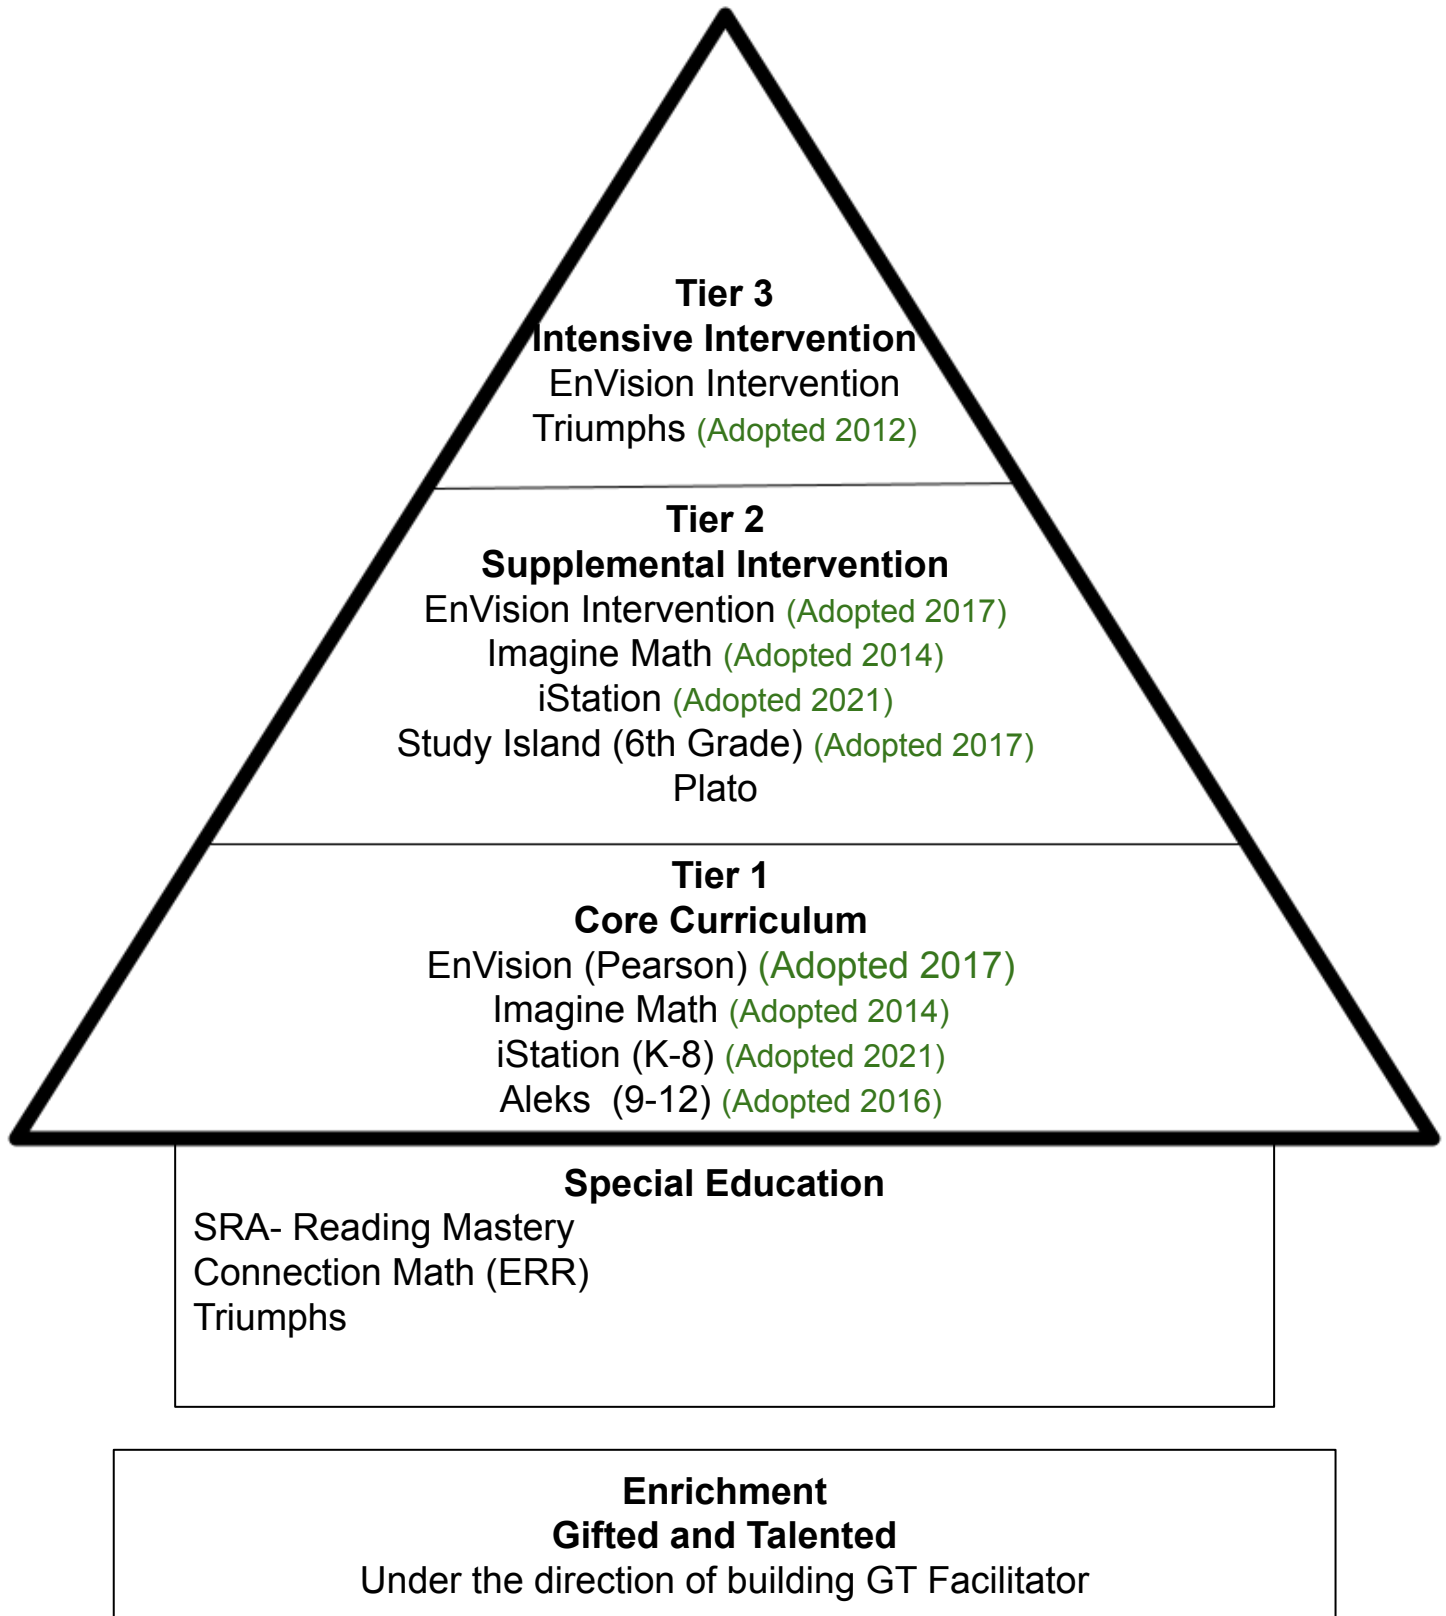 Tier 3
Intensive Intervention
EnVision Intervention
Triumphs (Adopted 2012)
Tier 2
Supplemental Intervention
EnVision Intervention (Adopted 2017)
Imagine Math (Adopted 2014)
iStation (Adopted 2021)
Study Island (6th Grade) (Adopted 2017)
Plato
Tier 1
Core Curriculum
EnVision (Pearson) (Adopted 2017)
Imagine Math (Adopted 2014)
iStation (K-8) (Adopted 2021)
Aleks  (9-12) (Adopted 2016)
Special Education
SRA- Reading Mastery
Connection Math (ERR)
Triumphs
Enrichment
Gifted and Talented
Under the direction of building GT Facilitator